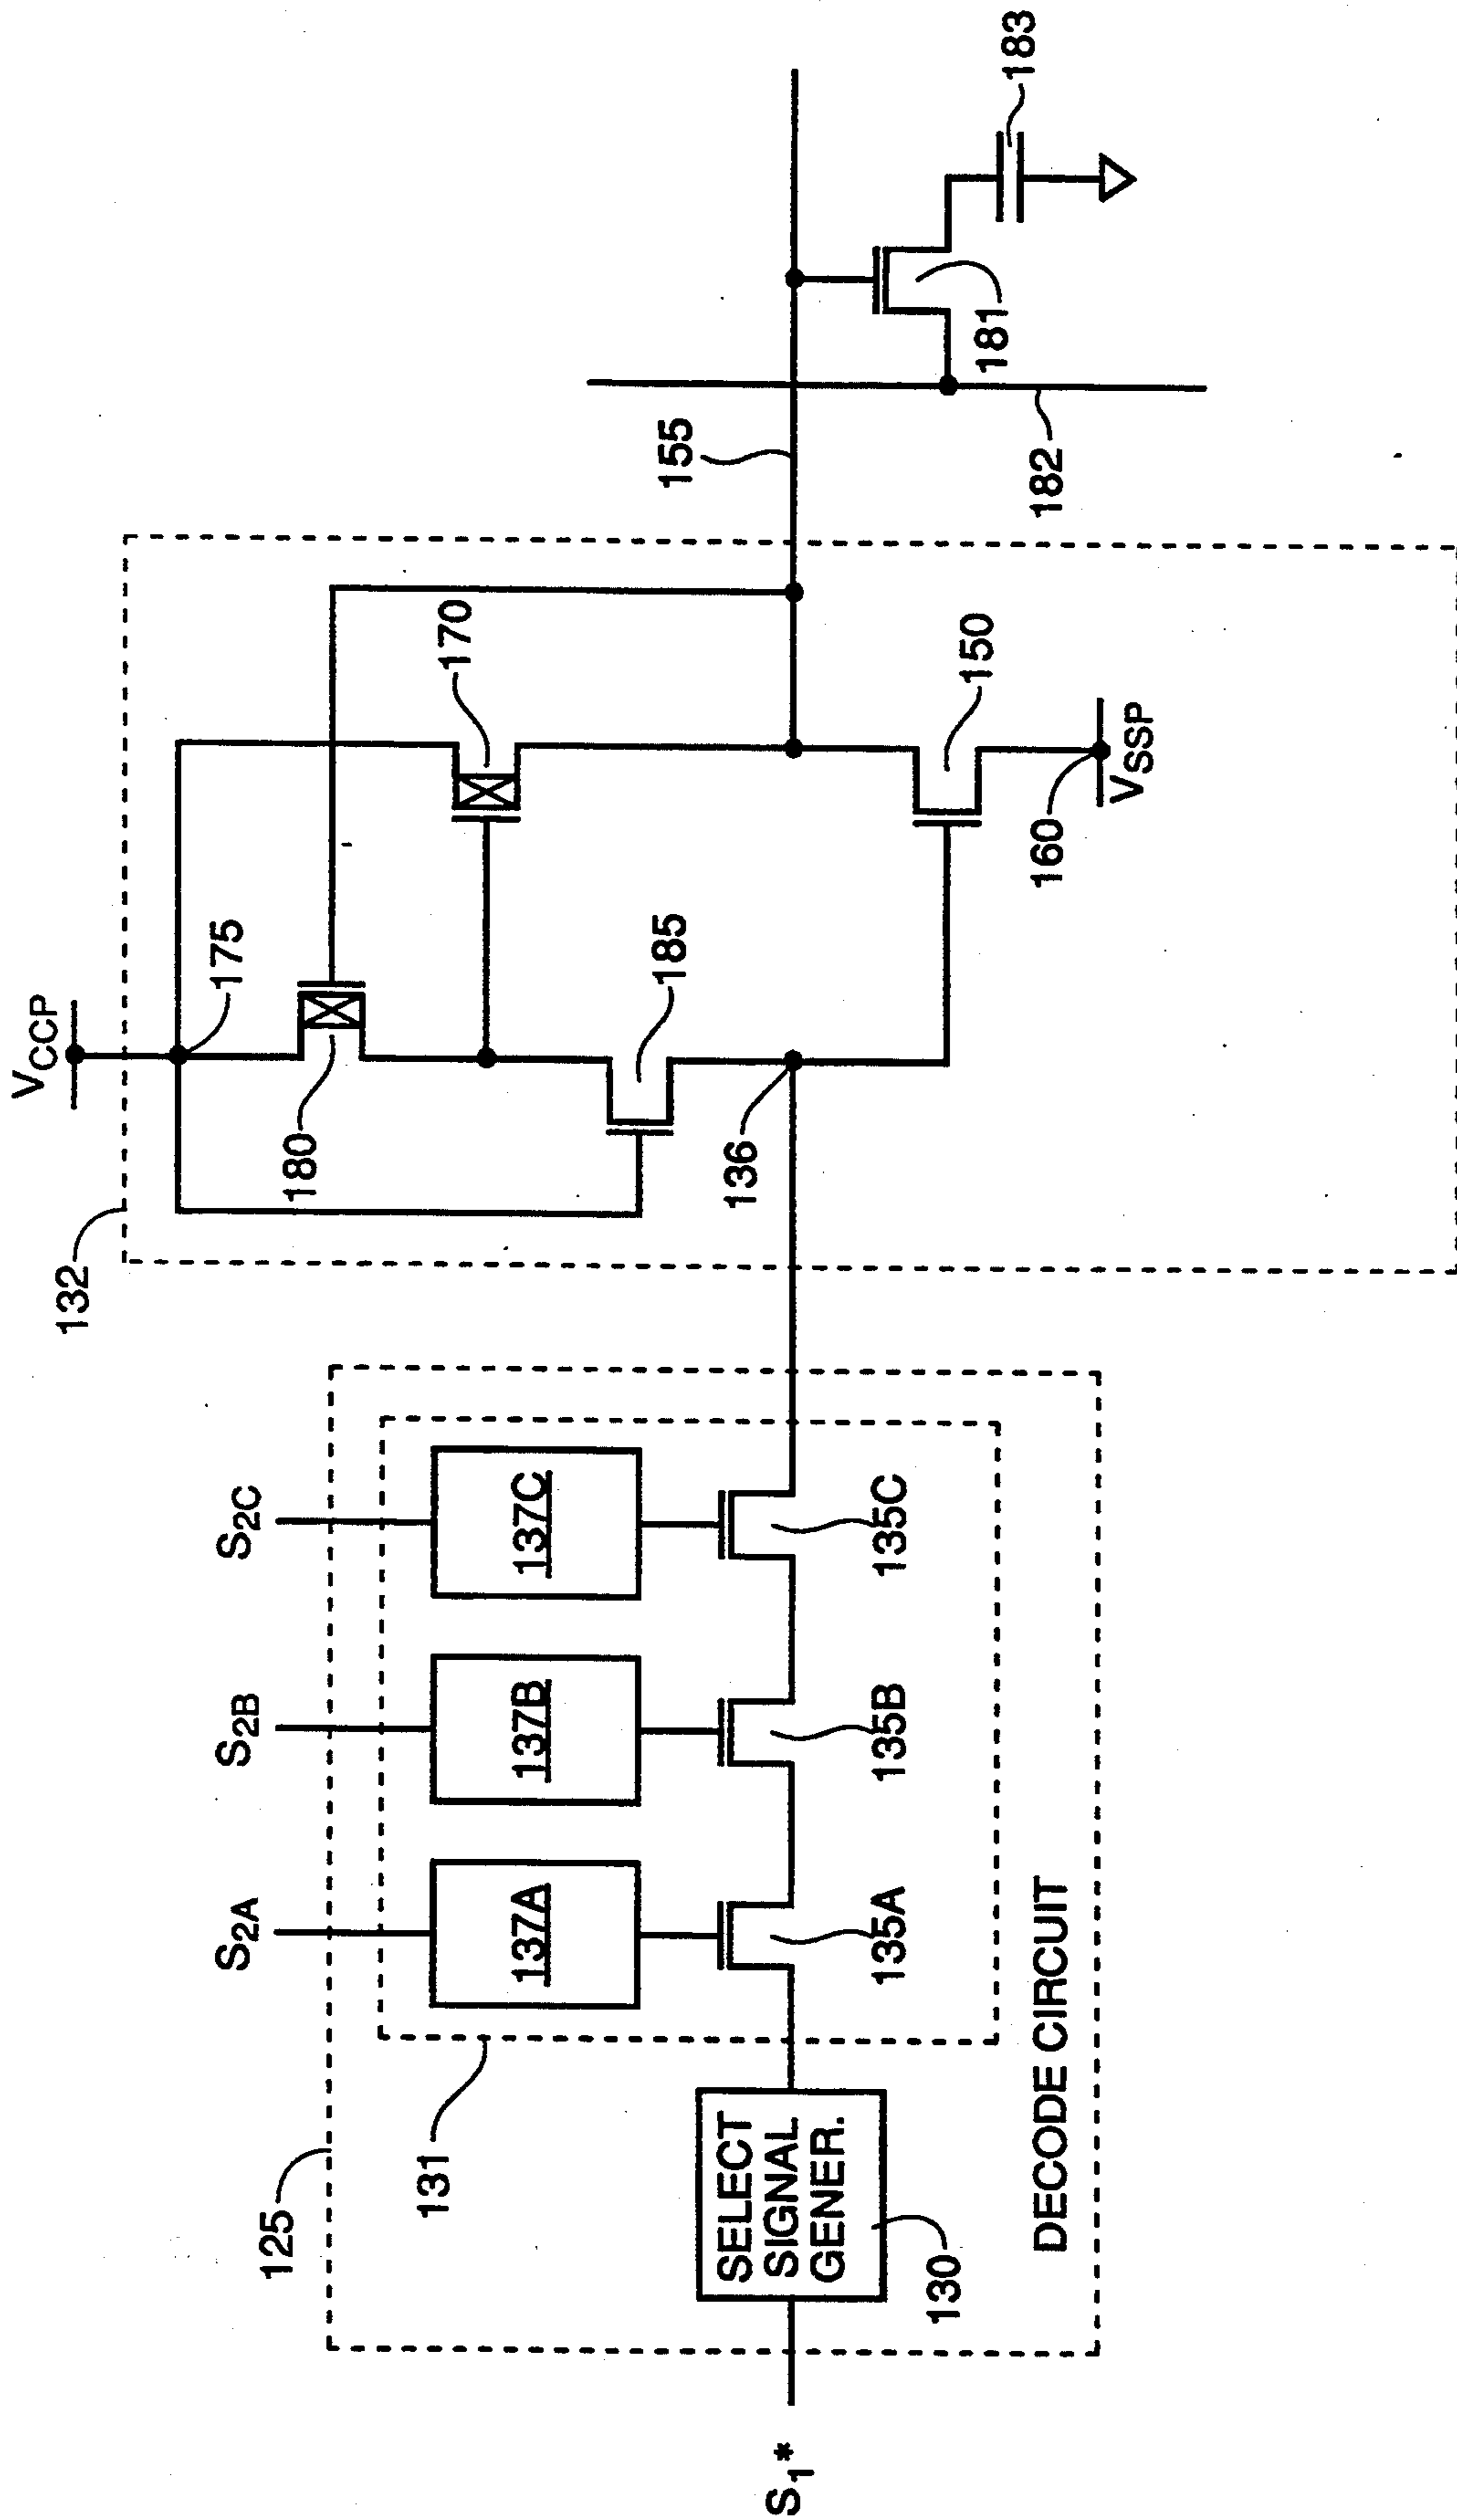 VCCP
132
175
180
170
185
155
183
136
150
181
160
VSSP
182
125
131
S2A
S2B
S2C
137A
137B
137C
135A
135B
135C
SELECT
SIGNAL
GENER.
130
S1*
DECODE CIRCUIT